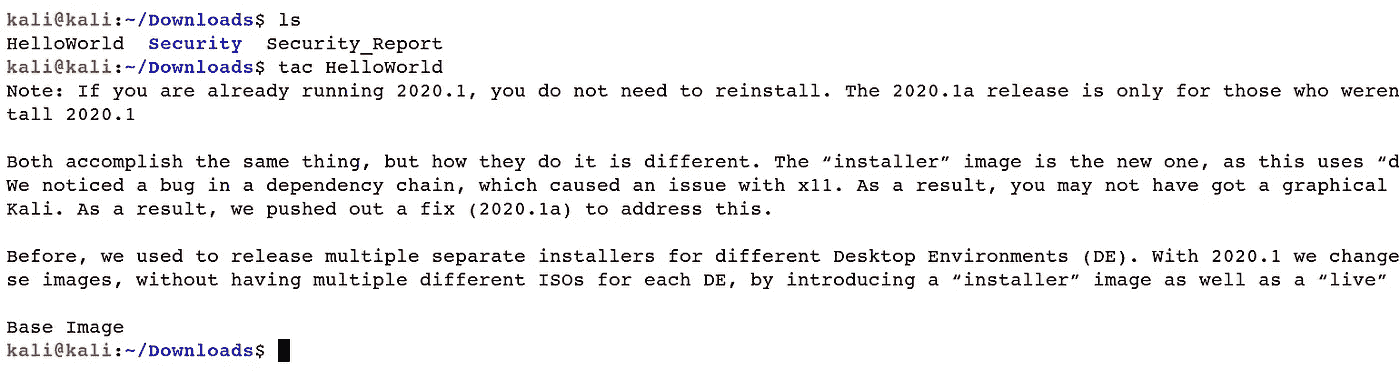 kali@kali:~/Downloads$ ls
HelloWorld  Security  Security_Report
kali@kali:~/Downloads$ tac HelloWorld
Note: If you are already running 2020.1, you do not need to reinstall. The 2020.1a release is only for those who weren
tall 2020.1

Both accomplish the same thing, but how they do it is different. The “installer” image is the new one, as this uses “d
We noticed a bug in a dependency chain, which caused an issue with x11. As a result, you may not have got a graphical
Kali. As a result, we pushed out a fix (2020.1a) to address this.

Before, we used to release multiple separate installers for different Desktop Environments (DE). With 2020.1 we change
se images, without having multiple different ISOs for each DE, by introducing a “installer” image as well as a “live”

Base Image
kali@kali:~/Downloads$